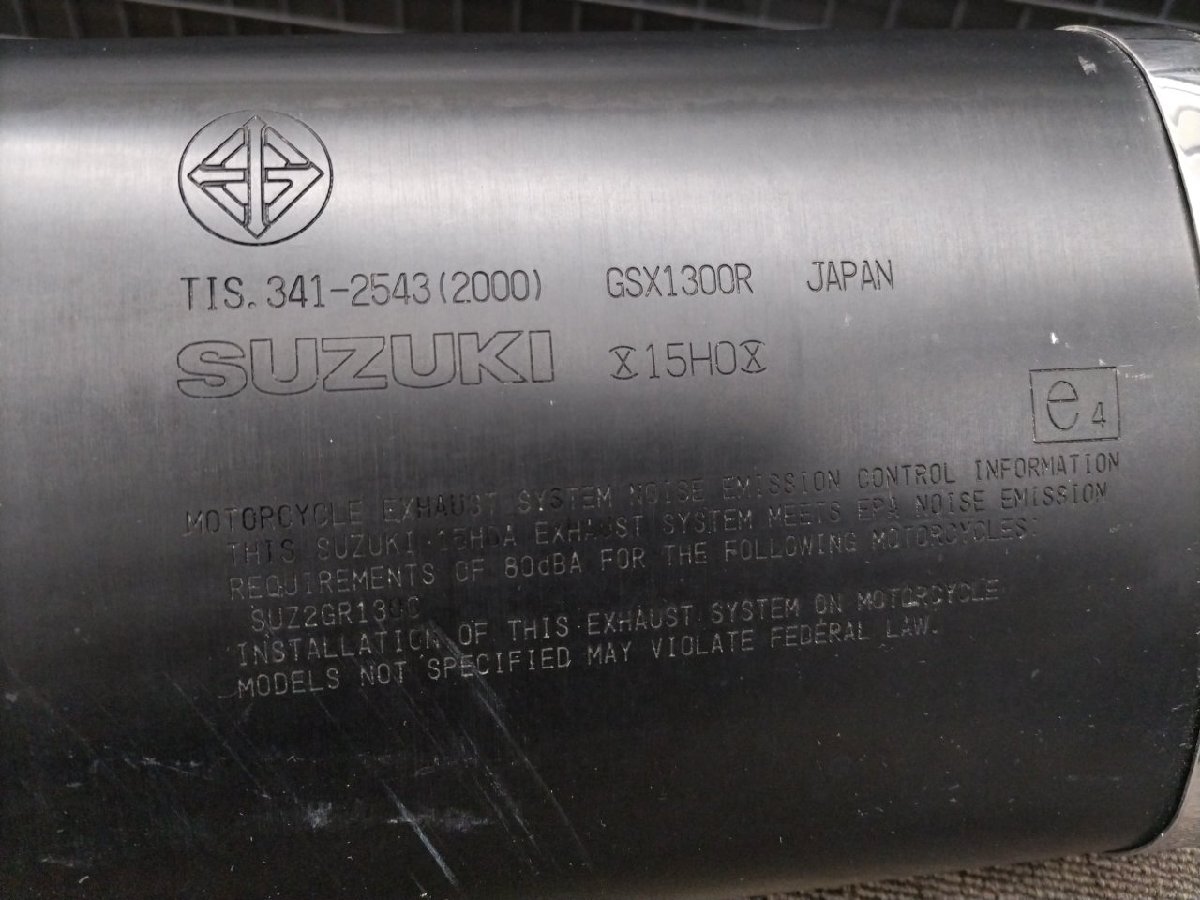 TIS. 341-2543(2000) GSX1300R JAPAN
SUZUKI 15H0
e4
MOTORCYCLE EXHAUST SYSTEM NOISE EMISSION CONTROL INFORMATION
THIS SUZUKI 15HDA EXHAUST SYSTEM MEETS EPA NOISE EMISSION
REQUIREMENTS OF 80dBA FOR THE FOLLOWING MOTORCYCLES:
INSTALLATION OF THIS EXHAUST SYSTEM ON MOTORCYCLE
MODELS NOT SPECIFIED MAY VIOLATE FEDERAL LAW.